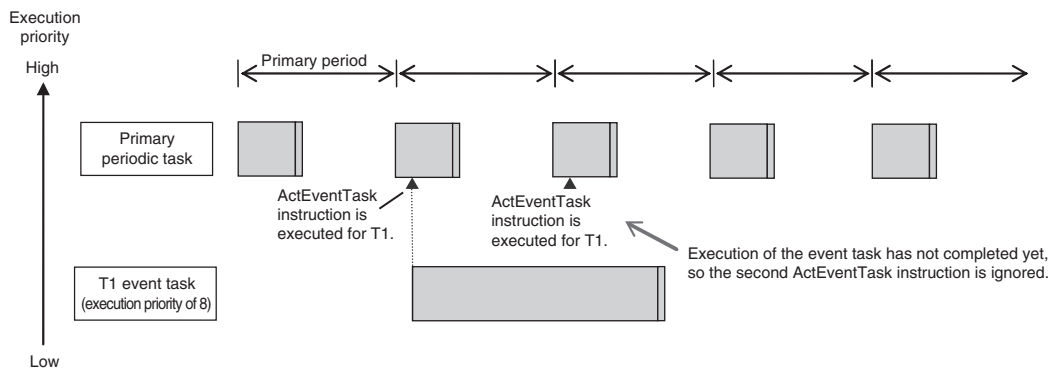 Execution
priority
High
Primary period
Primary
periodic task
ActEventTask
instruction is
executed for T1.
ActEventTask
instruction is
executed for T1.
Execution of the event task has not completed yet,
so the second ActEventTask instruction is ignored.
T1 event task
(execution priority of 8)
Low